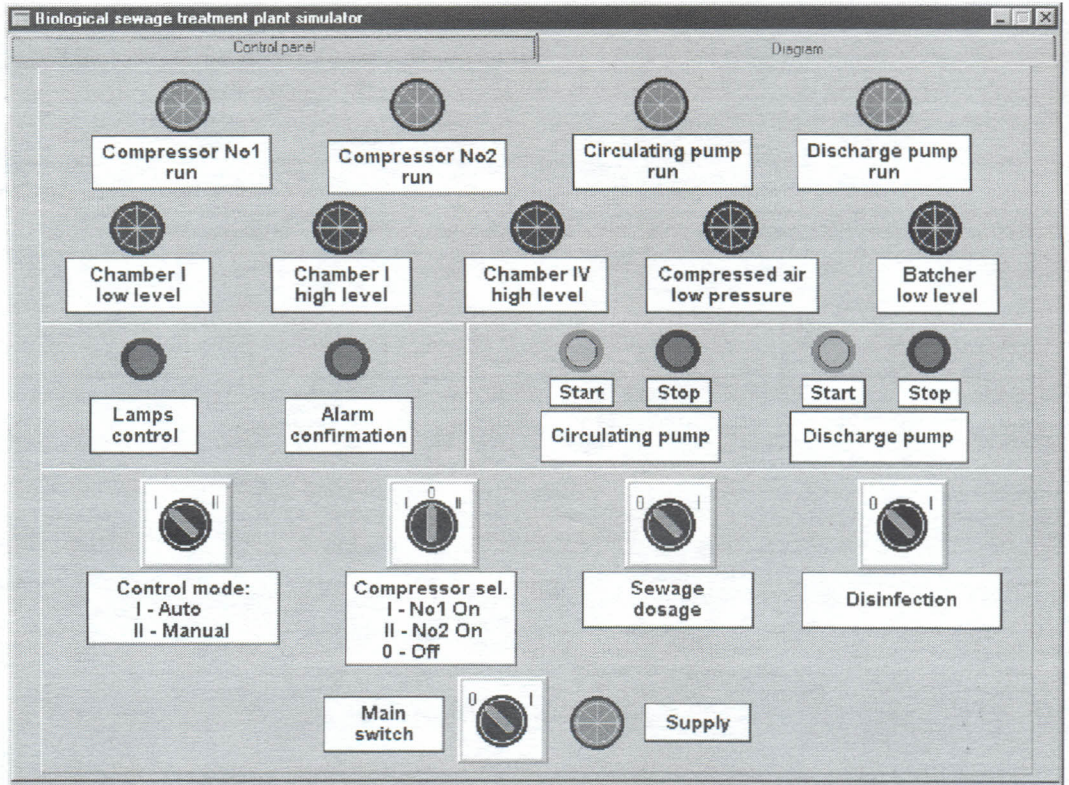 Biological sewage treatment plant simulator
Control panel
Diagram
Compressor No1
run
Compressor No2
run
Circulating pump
run
Discharge pump
run
Chamber I
low level
Chamber I
high level
Chamber IV
high level
Compressed air
low pressure
Batcher
low level
Lamps
control
Alarm
confirmation
Start
Stop
Circulating pump
Start
Stop
Discharge pump
I II
Control mode:
I - Auto
II - Manual
I 0 II
Compressor sel.
I - No1 On
II - No2 On
0 - Off
0 I
Sewage
dosage
0 I
Disinfection
Main
switch
0 I
Supply